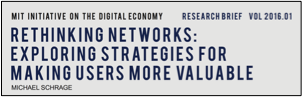 MIT INITIATIVE ON THE DIGITAL ECONOMY RESEARCH BRIEF VOL 2016.01
RETHINKING NETWORKS:
EXPLORING STRATEGIES FOR
MAKING USERS MORE VALUABLE
MICHAEL SCHRAGE